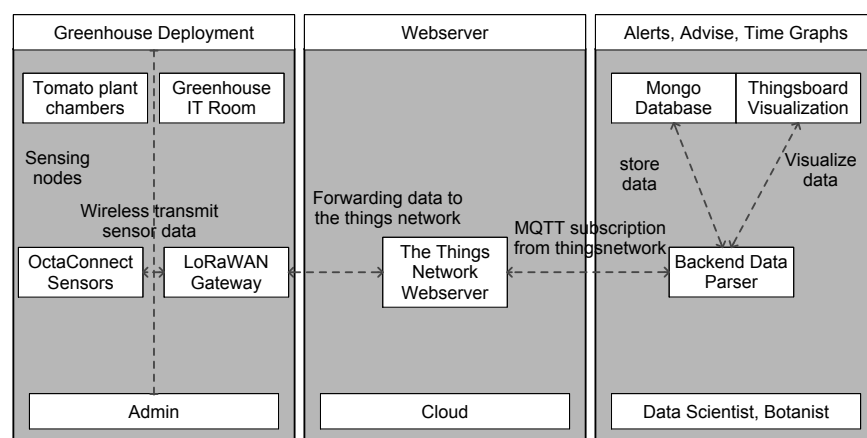 Greenhouse Deployment
Webserver
Alerts, Advise, Time Graphs
Tomato plant
chambers
Greenhouse
IT Room
Mongo
Database
Thingsboard
Visualization
Sensing
nodes
store
data
Visualize
data
Wireless transmit
sensor data
Forwarding data to
the things network
MQTT subscription
from thingsnetwork
OctaConnect
Sensors
LoRaWAN
Gateway
The Things
Network
Webserver
Backend Data
Parser
Admin
Cloud
Data Scientist, Botanist